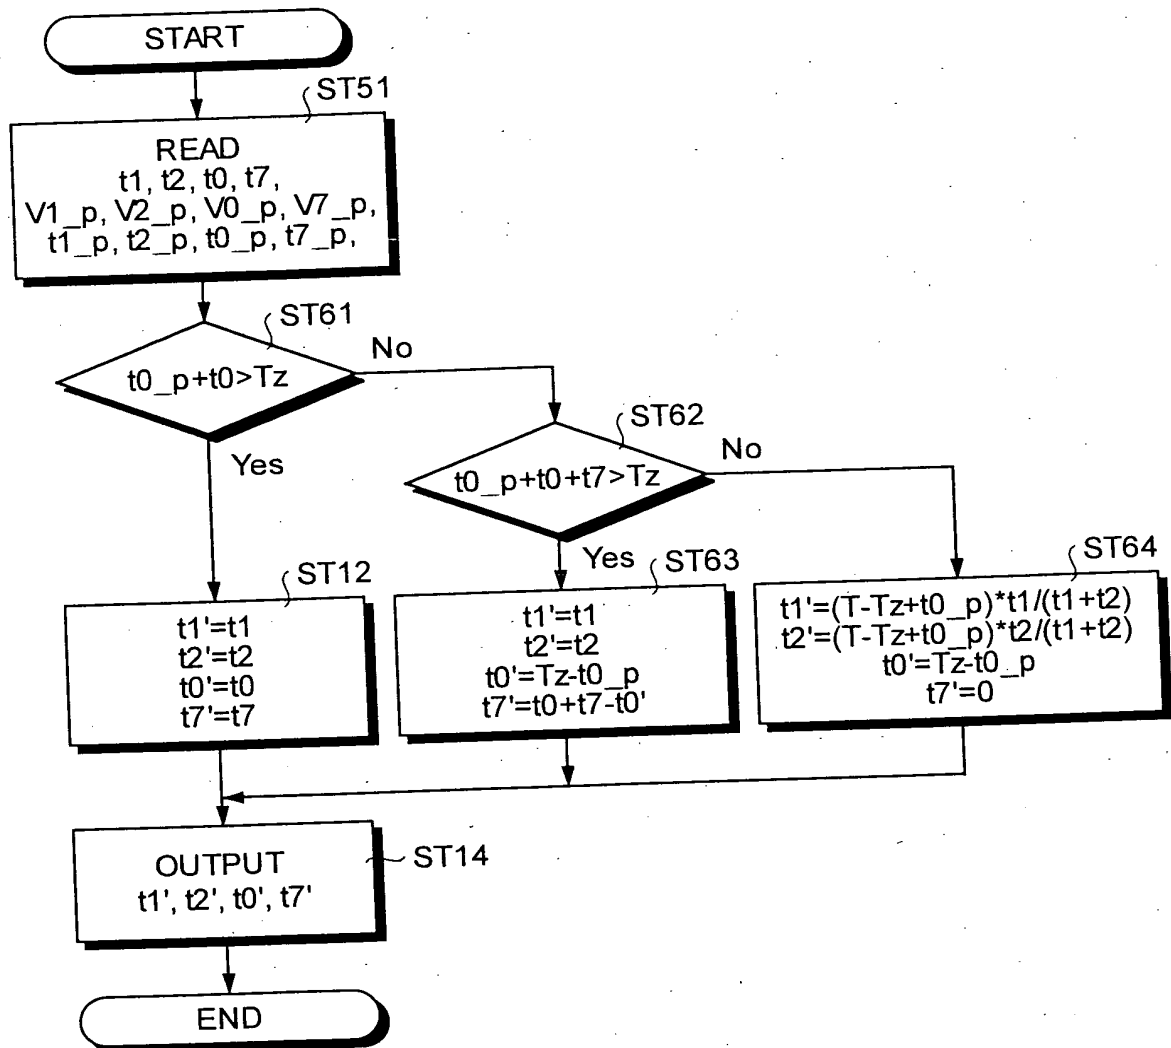 START
ST51
READ
t1, t2, t0, t7,
V1_p, V2_p, V0_p, V7_p,
t1_p, t2_p, t0_p, t7_p,
ST61
t0_p+t0>Tz
No
Yes
ST62
t0_p+t0+t7>Tz
No
Yes
ST12
t1'=t1
t2'=t2
t0'=t0
t7'=t7
ST63
t1'=t1
t2'=t2
t0'=Tz-t0_p
t7'=t0+t7-t0'
ST64
t1'=(T-Tz+t0_p)*t1/(t1+t2)
t2'=(T-Tz+t0_p)*t2/(t1+t2)
t0'=Tz-t0_p
t7'=0
OUTPUT
t1', t2', t0', t7'
ST14
END